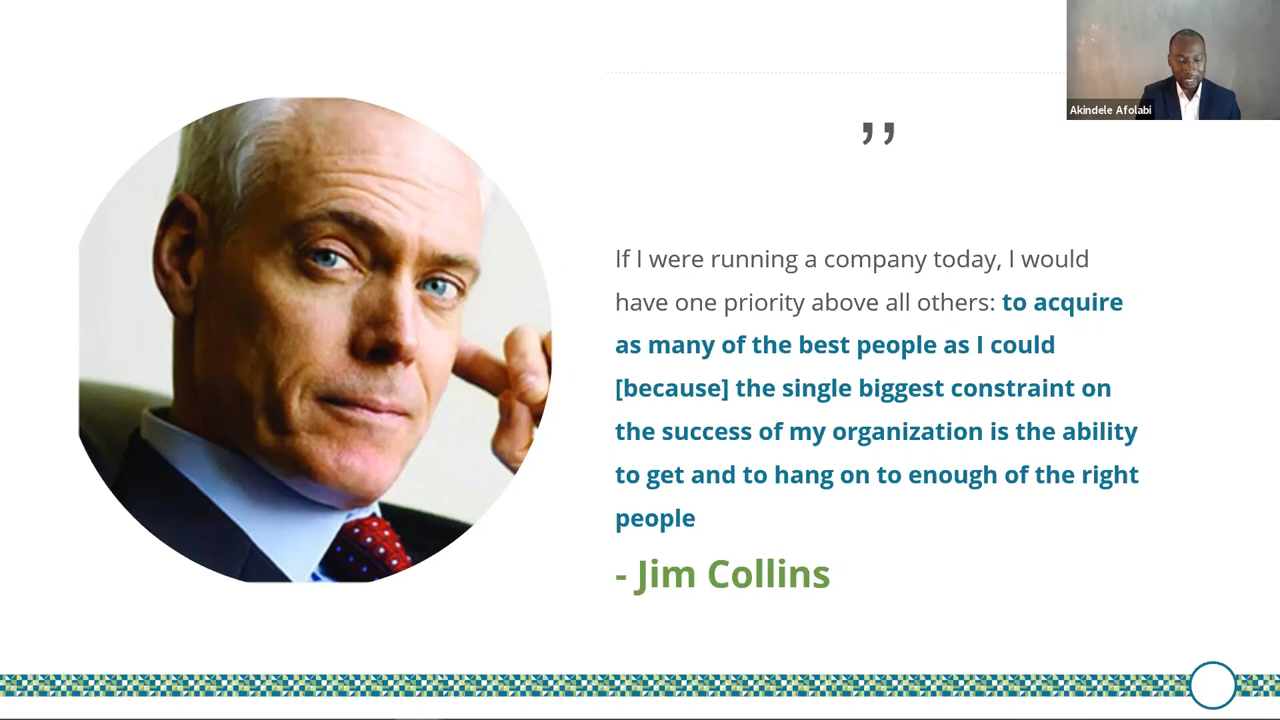 Akindele Afolabi
”
If I were running a company today, I would
have one priority above all others: to acquire
as many of the best people as I could
[because] the single biggest constraint on
the success of my organization is the ability
to get and to hang on to enough of the right
people
- Jim Collins